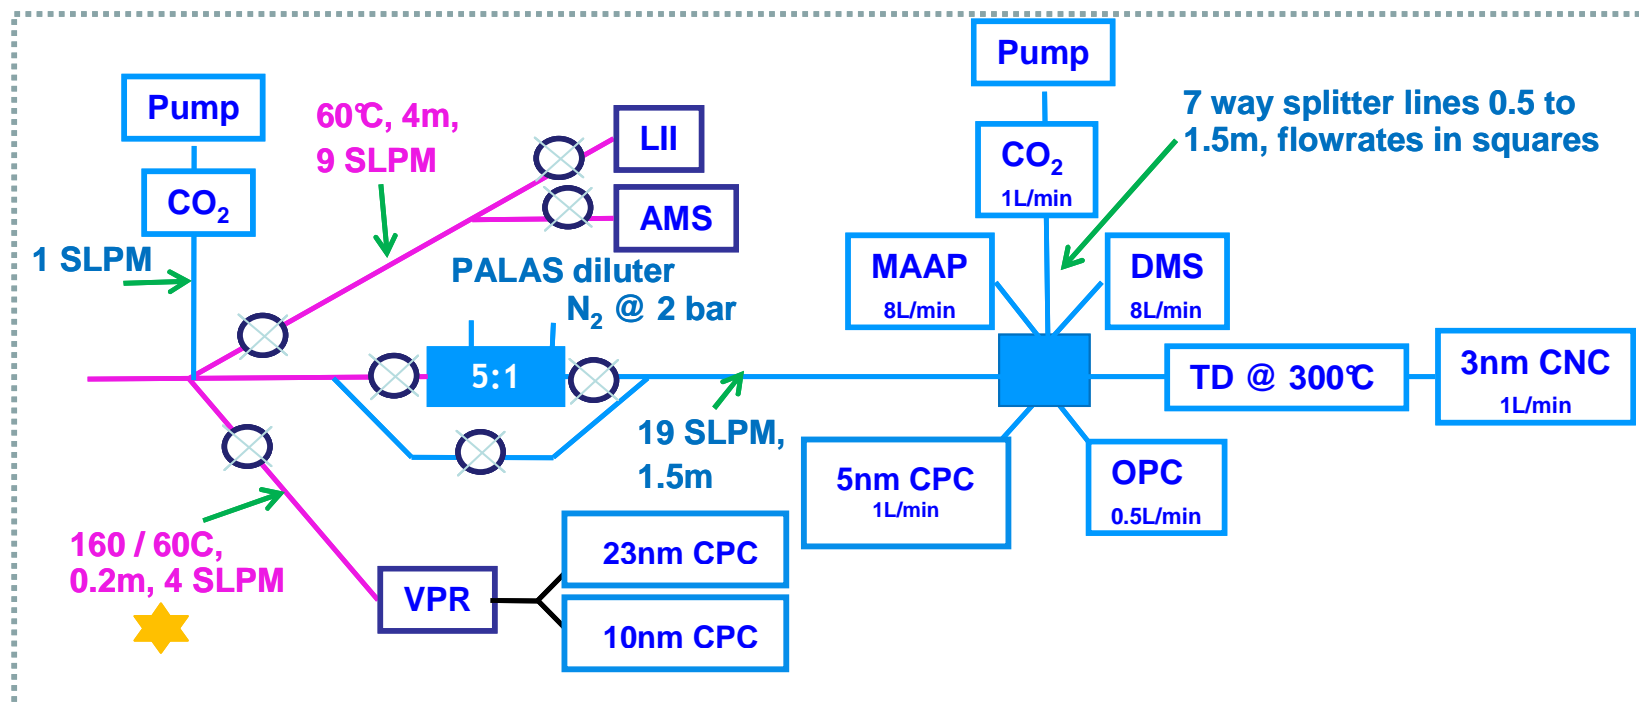 Pump
CO2
1 SLPM
60℃, 4m,
9 SLPM
LII
AMS
PALAS diluter
N2 @ 2 bar
5:1
19 SLPM,
1.5m
160 / 60C,
0.2m, 4 SLPM
VPR
23nm CPC
10nm CPC
Pump
CO2
1L/min
7 way splitter lines 0.5 to
1.5m, flowrates in squares
MAAP
8L/min
DMS
8L/min
TD @ 300℃
3nm CNC
1L/min
5nm CPC
1L/min
OPC
0.5L/min